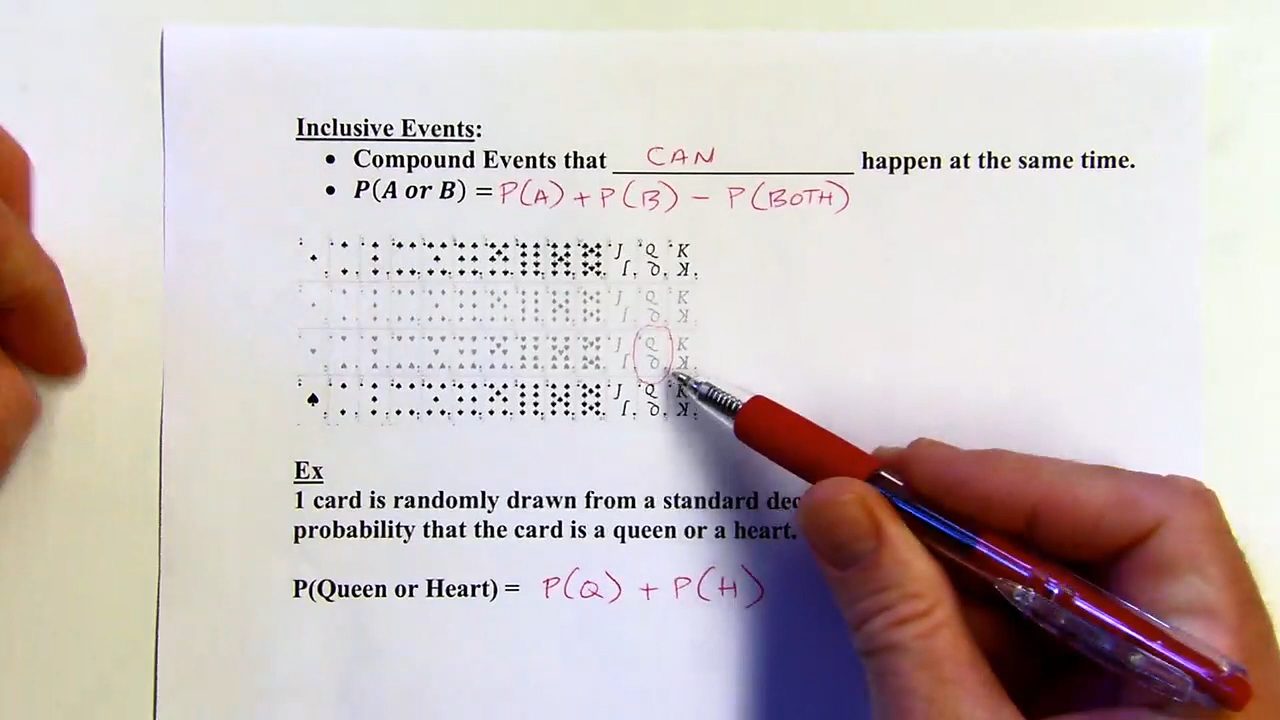 Inclusive Events:
• Compound Events that CAN happen at the same time.
• P(A or B) = P(A) + P(B) - P(BOTH)
J Q K
J Q K
J Q K
J Q K
J Q K
J Q K
J Q K
J Q K
Ex
1 card is randomly drawn from a standard
probability that the card is a queen or a heart.
P(Queen or Heart) = P(Q) + P(H)